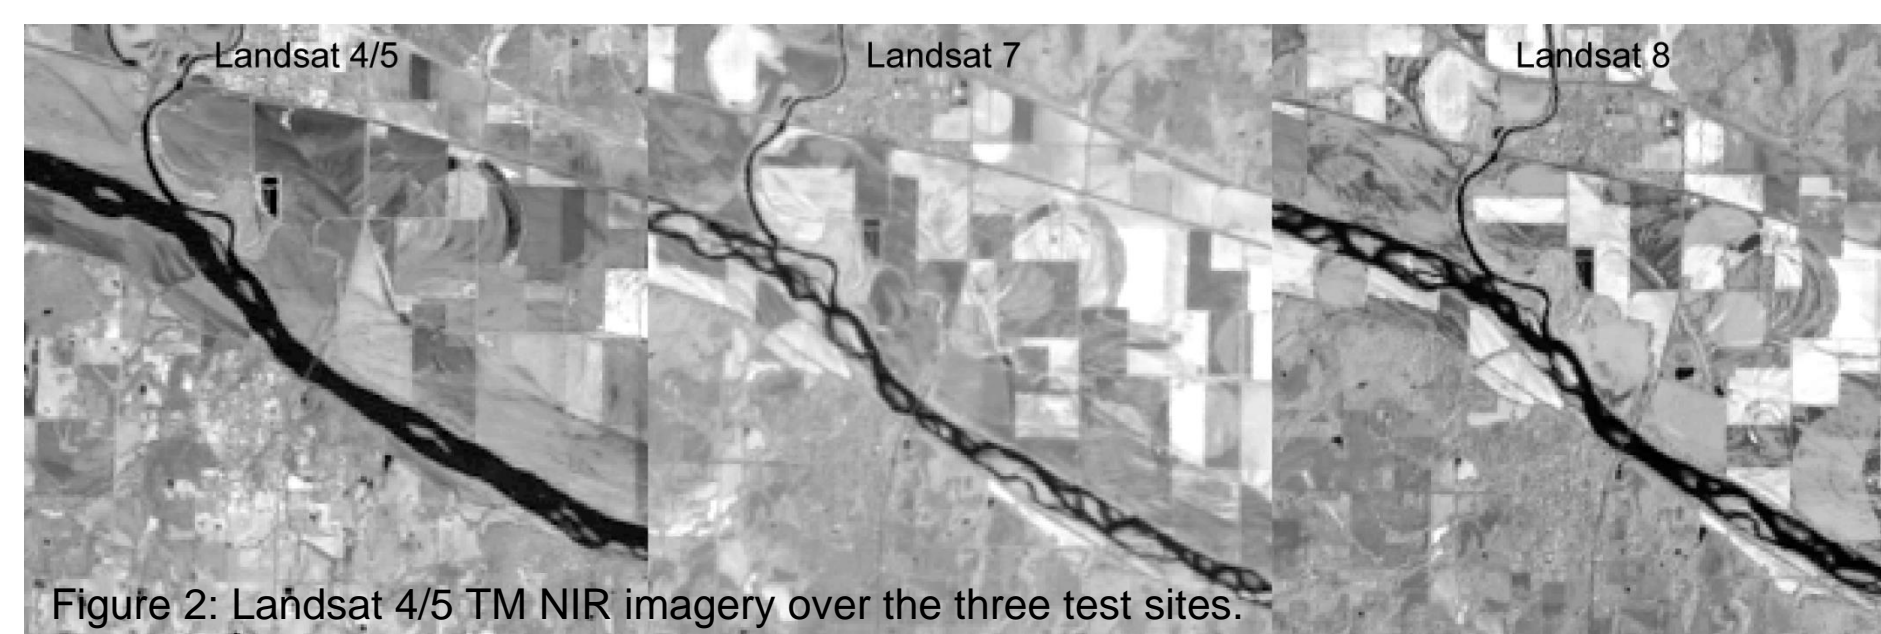 Landsat 4/5
Landsat 7
Landsat 8
Figure 2: Landsat 4/5 TM NIR imagery over the three test sites.